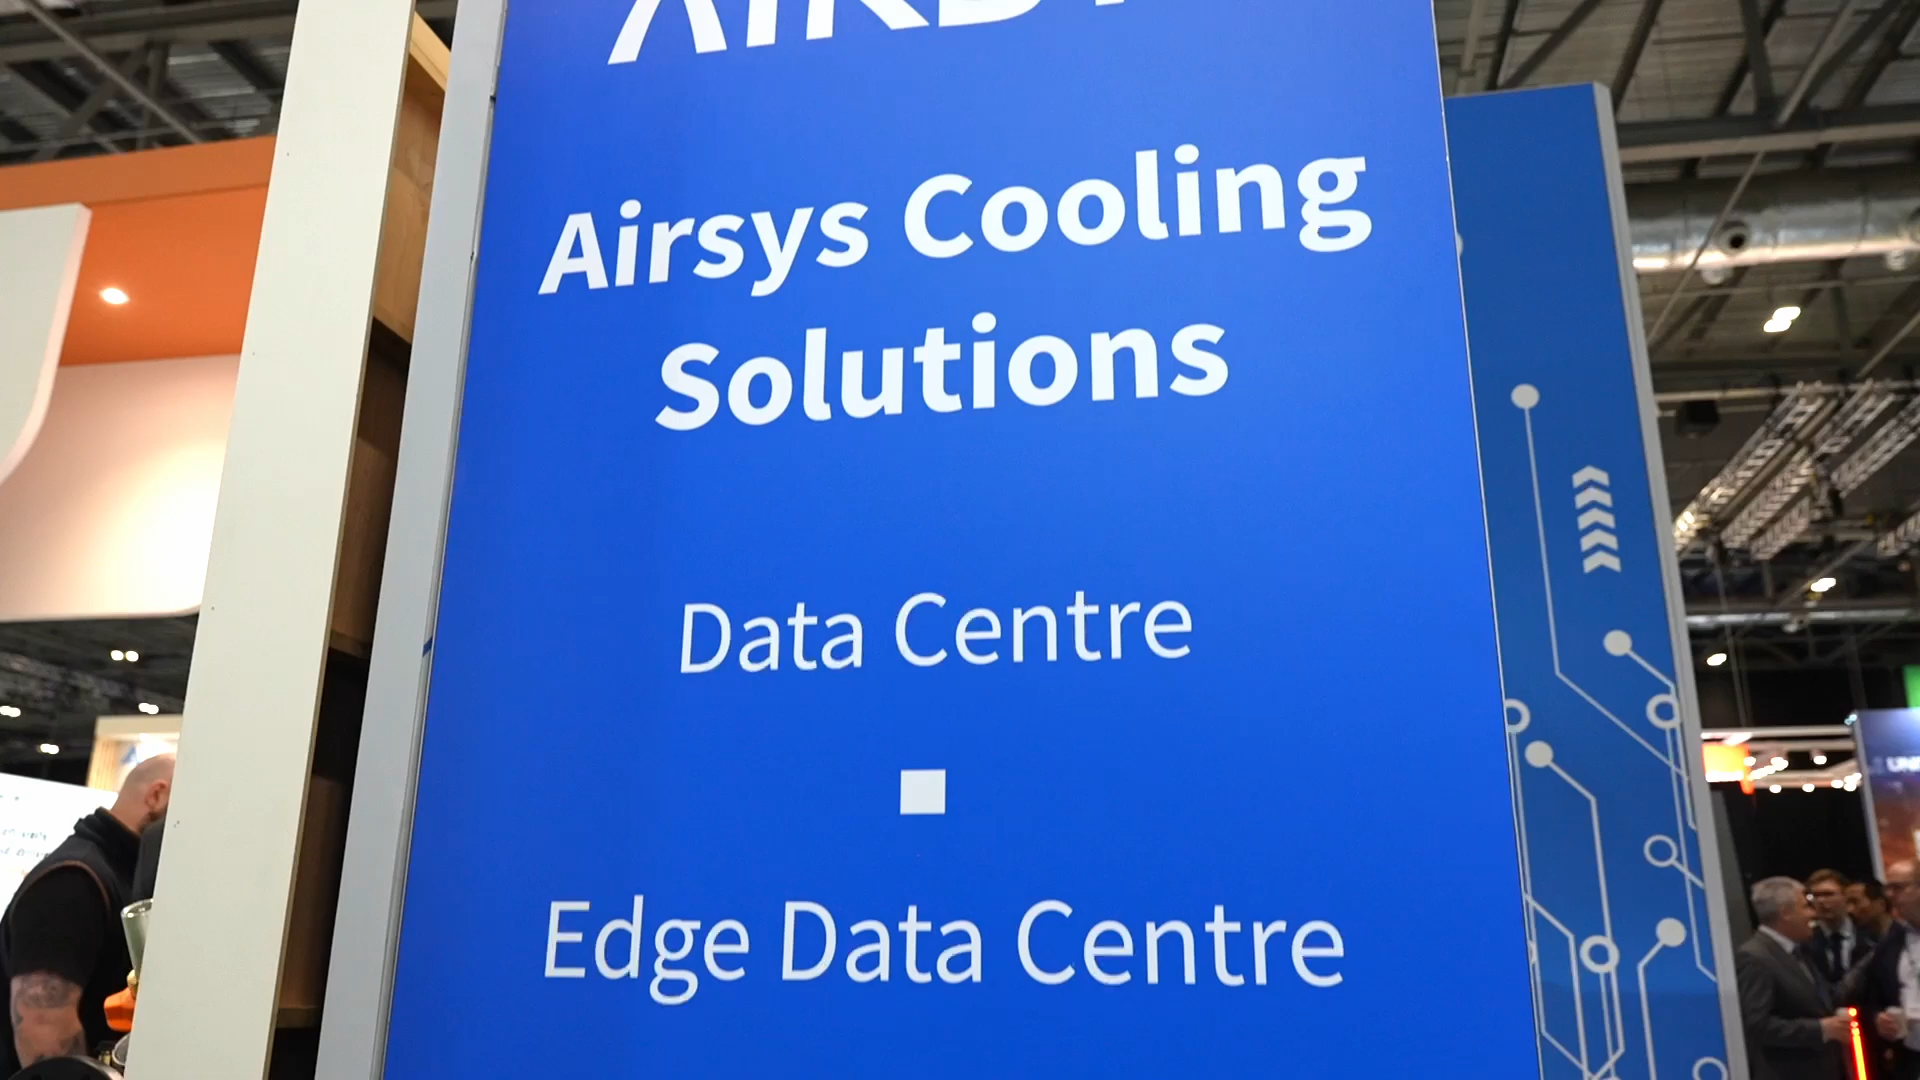 Airsys Cooling
Solutions
Data Centre
Edge Data Centre